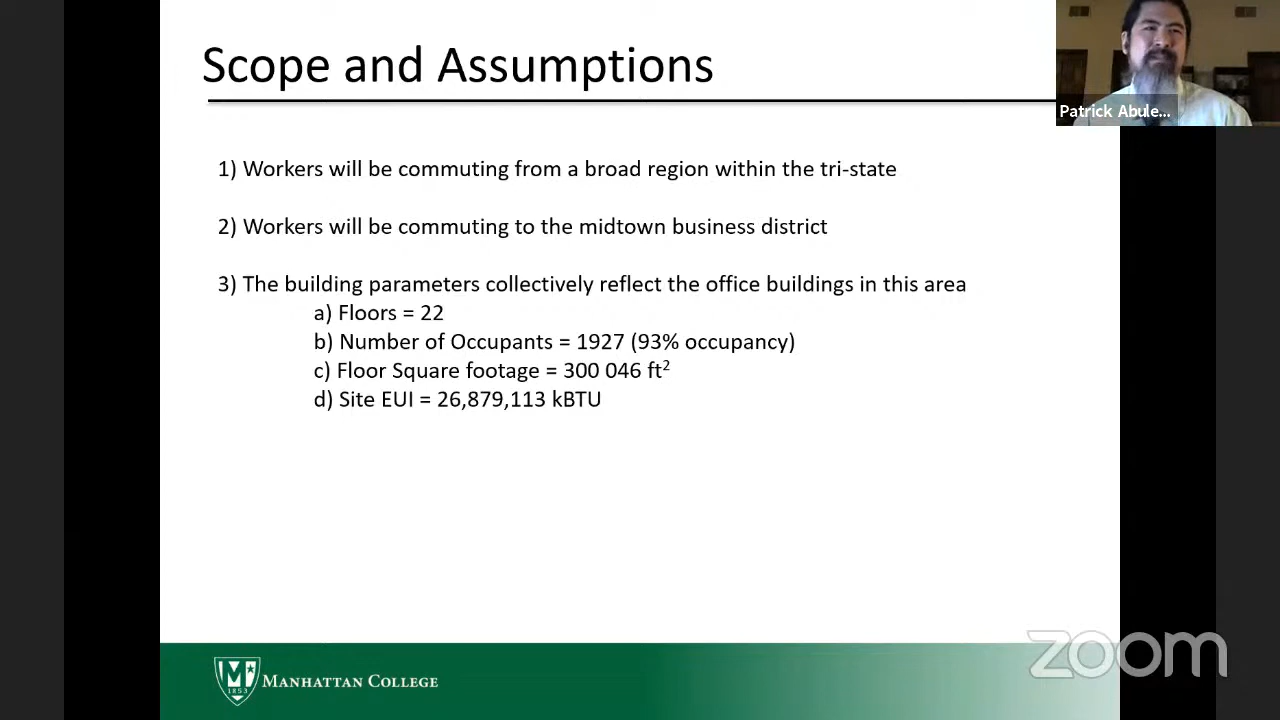 Scope and Assumptions
Patrick Abule...
1) Workers will be commuting from a broad region within the tri-state
2) Workers will be commuting to the midtown business district
3) The building parameters collectively reflect the office buildings in this area
a) Floors = 22
b) Number of Occupants = 1927 (93% occupancy)
c) Floor Square footage = 300 046 ft²
d) Site EUI = 26,879,113 kBTU
zoom
M
1853
MANHATTAN COLLEGE